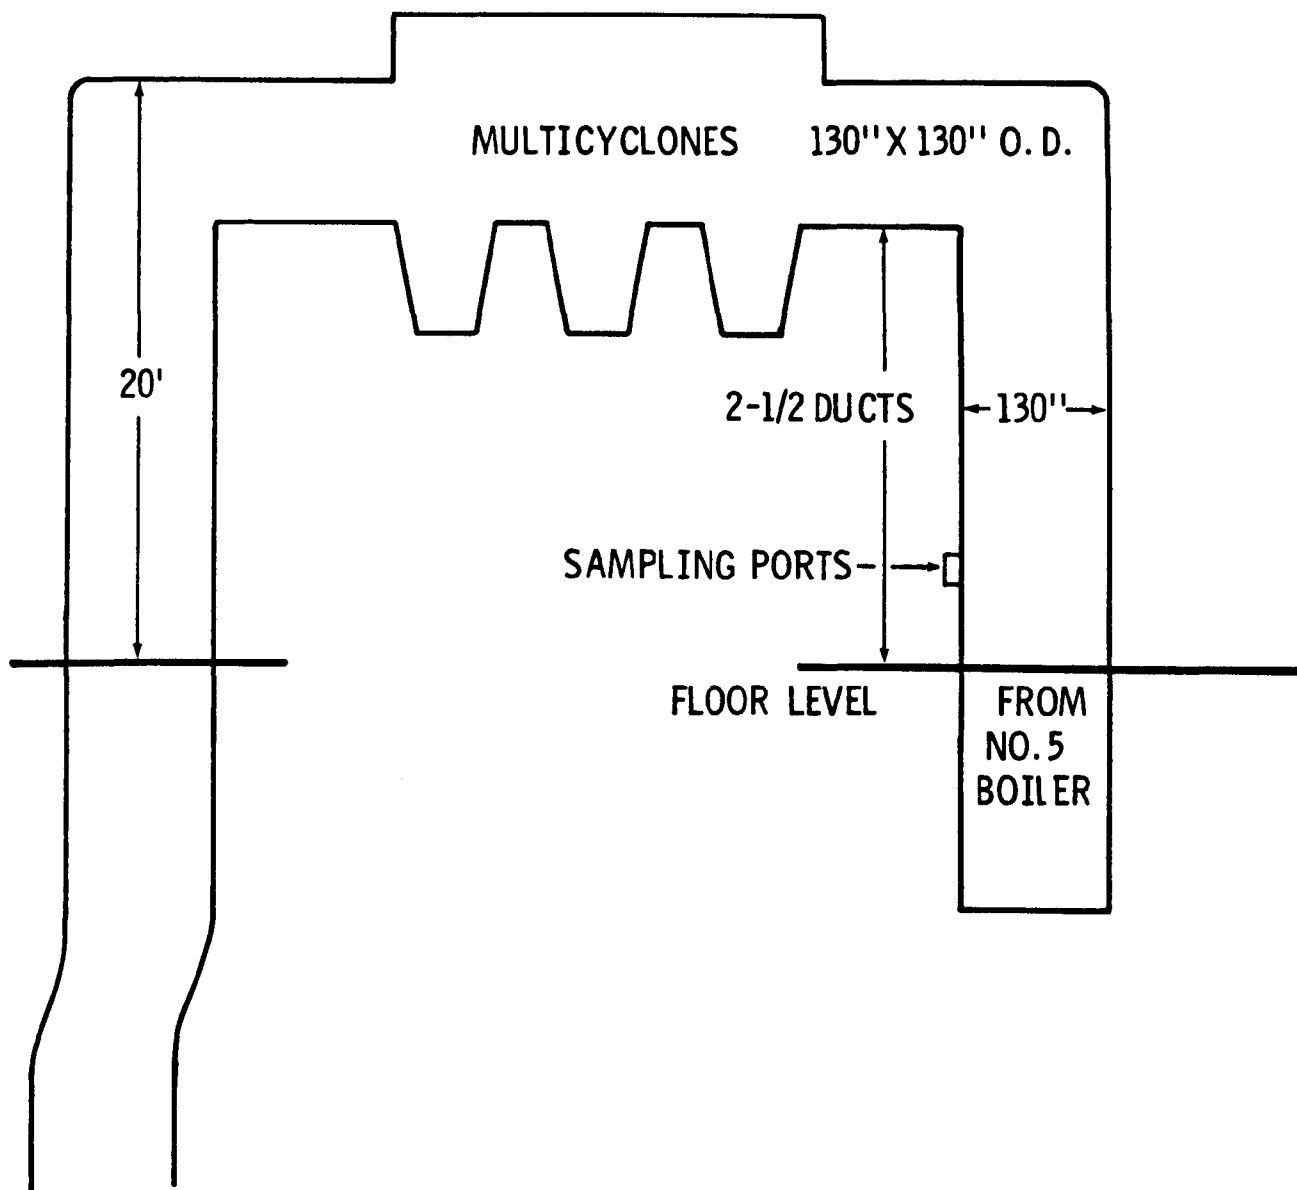 MULTICYCLONES 130" X 130" O. D.
20'
2-1/2 DUCTS
130"
SAMPLING PORTS
FLOOR LEVEL
FROM
NO. 5
BOILER